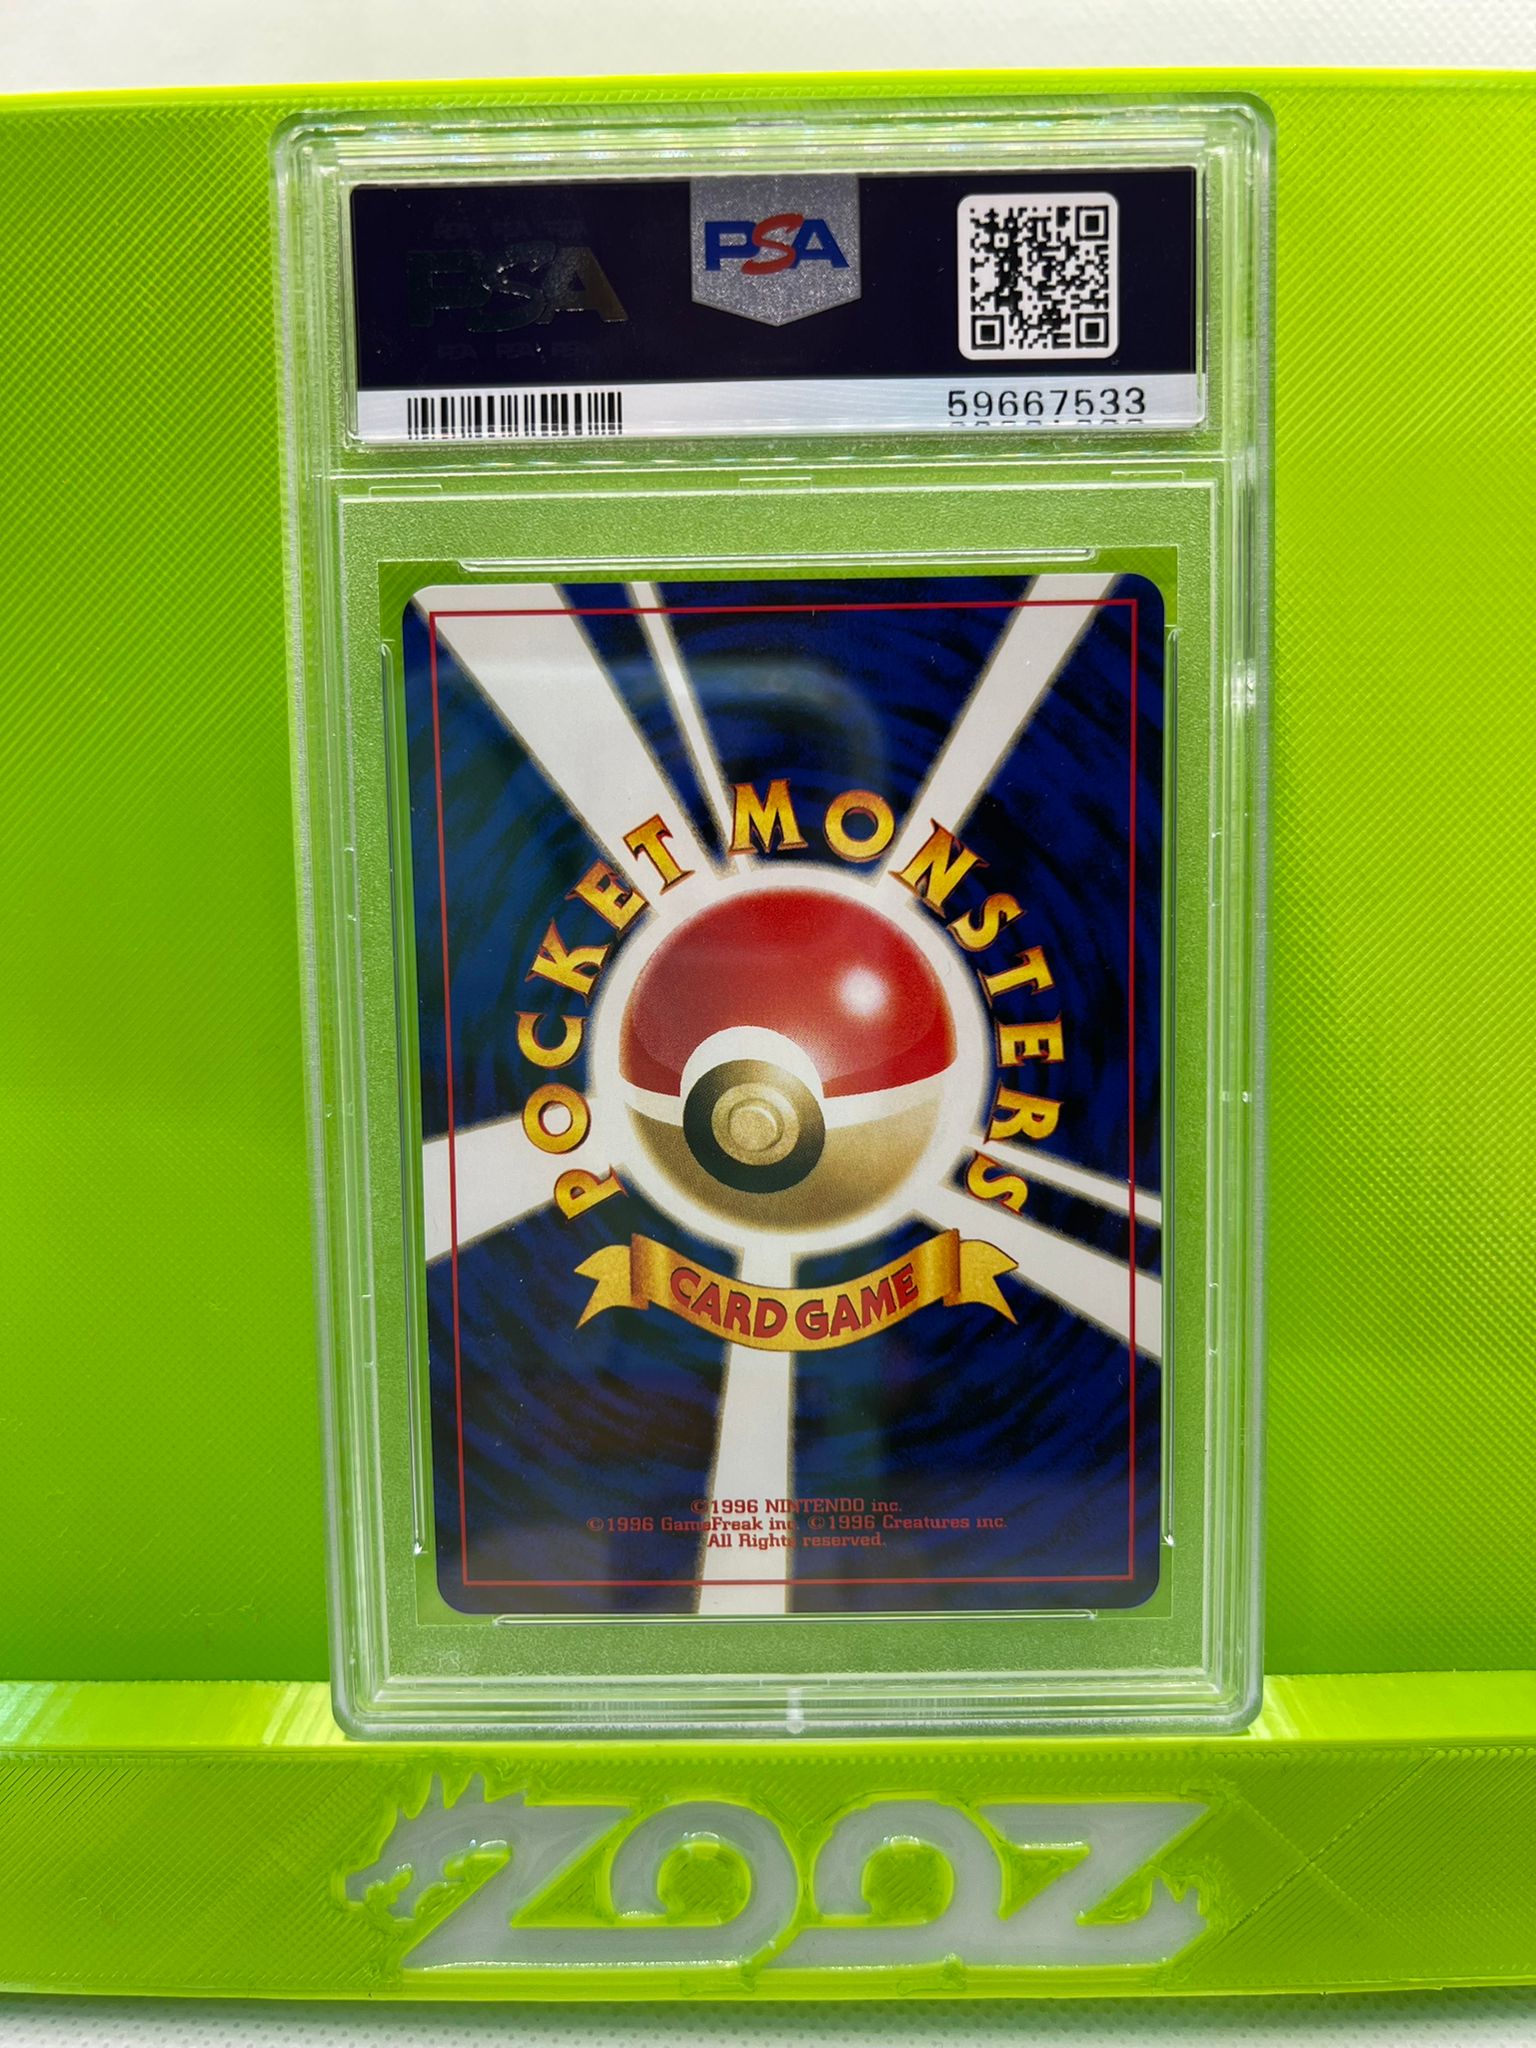 PSA
PSA
59667533
POCKET MONSTERS
CARD GAME
©1996 NINTENDO inc.
©1996 GameFreak inc. ©1996 Creatures inc.
All Rights reserved.